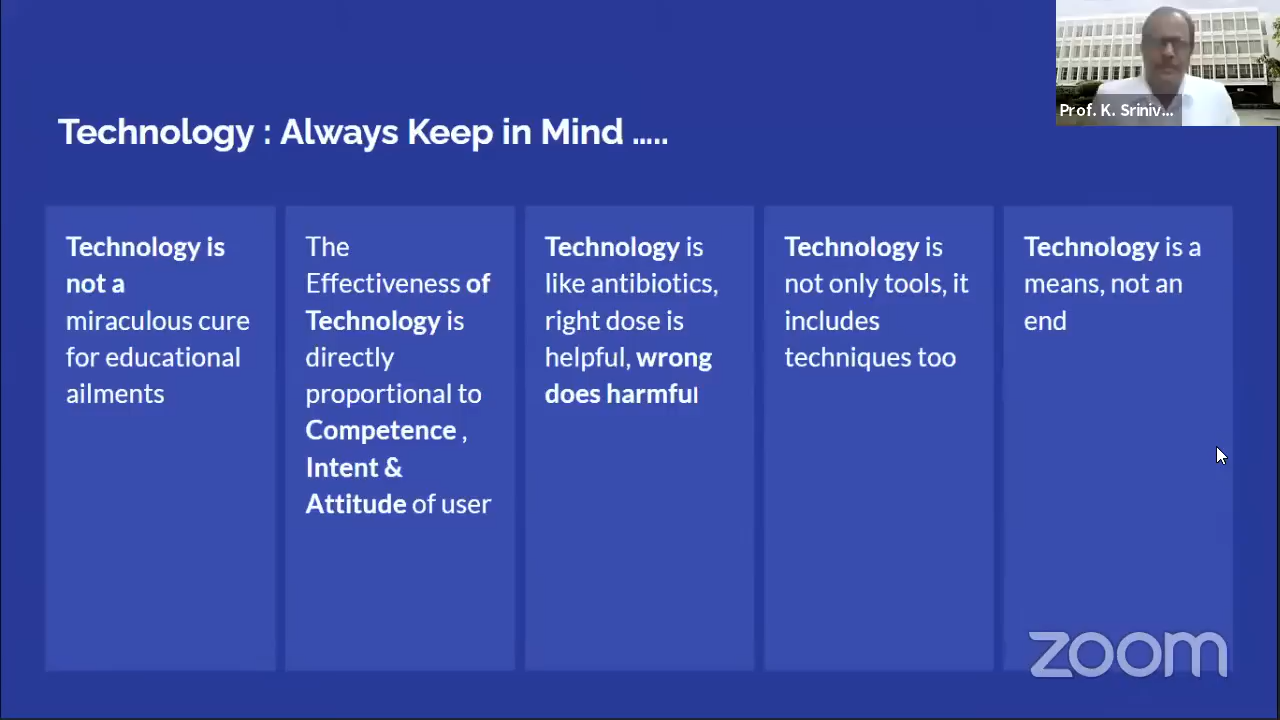 Prof. K. Sriniv...
Technology : Always Keep in Mind .....
Technology is
not a
miraculous cure
for educational
ailments
The
Effectiveness of
Technology is
directly
proportional to
Competence ,
Intent &
Attitude of user
Technology is
like antibiotics,
right dose is
helpful, wrong
does harmful
Technology is
not only tools, it
includes
techniques too
Technology is a
means, not an
end
zoom